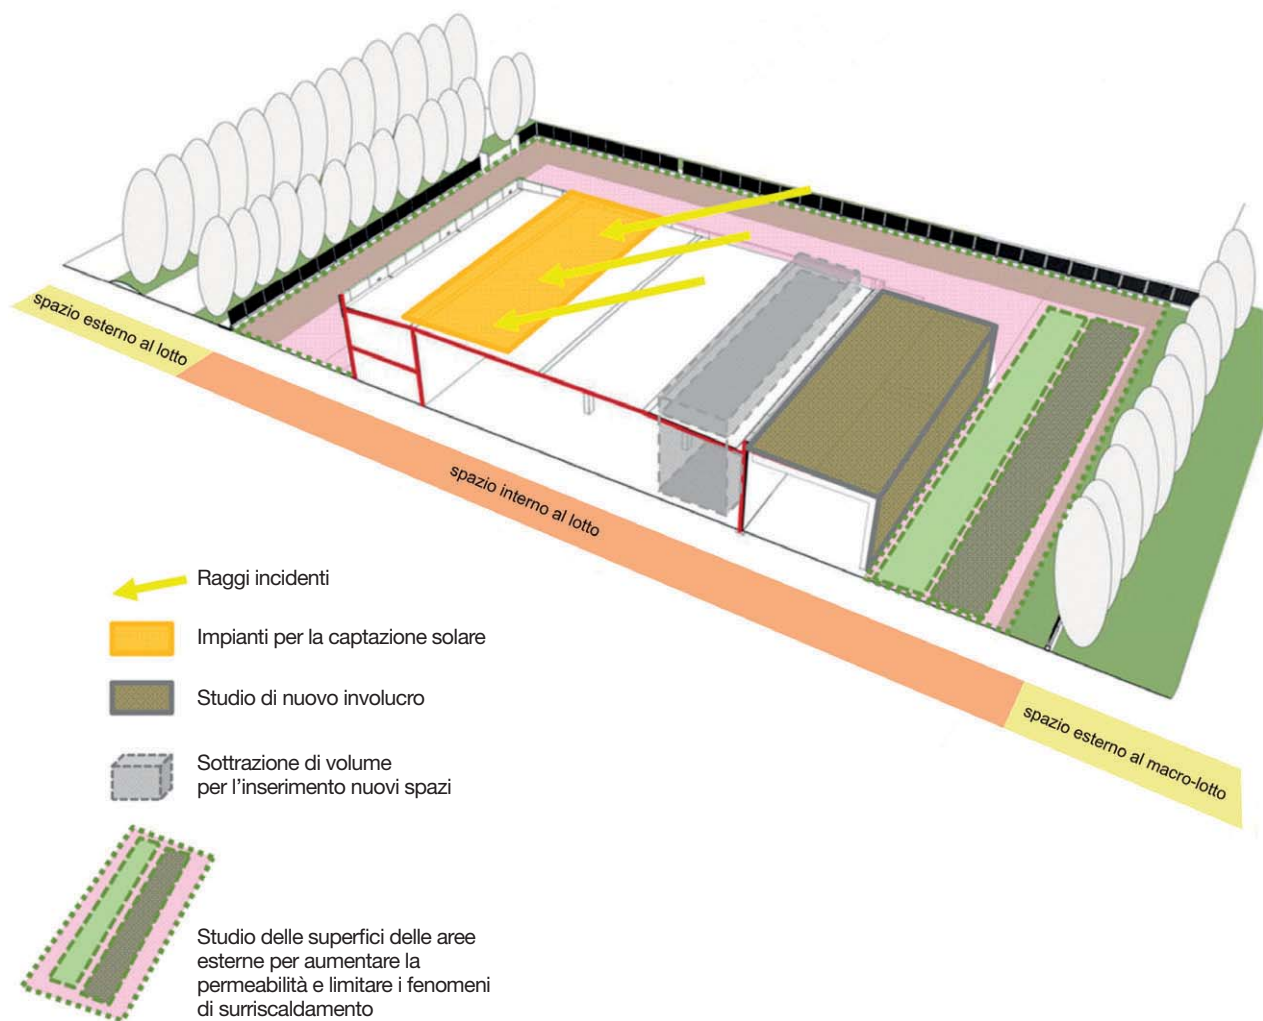 spazio esterno al lotto
spazio interno al lotto
spazio esterno al macro-lotto
Raggi incidenti
Impianti per la captazione solare
Studio di nuovo involucro
Sottrazione di volume
per l'inserimento nuovi spazi
Studio delle superfici delle aree
esterne per aumentare la
permeabilità e limitare i fenomeni
di surriscaldamento